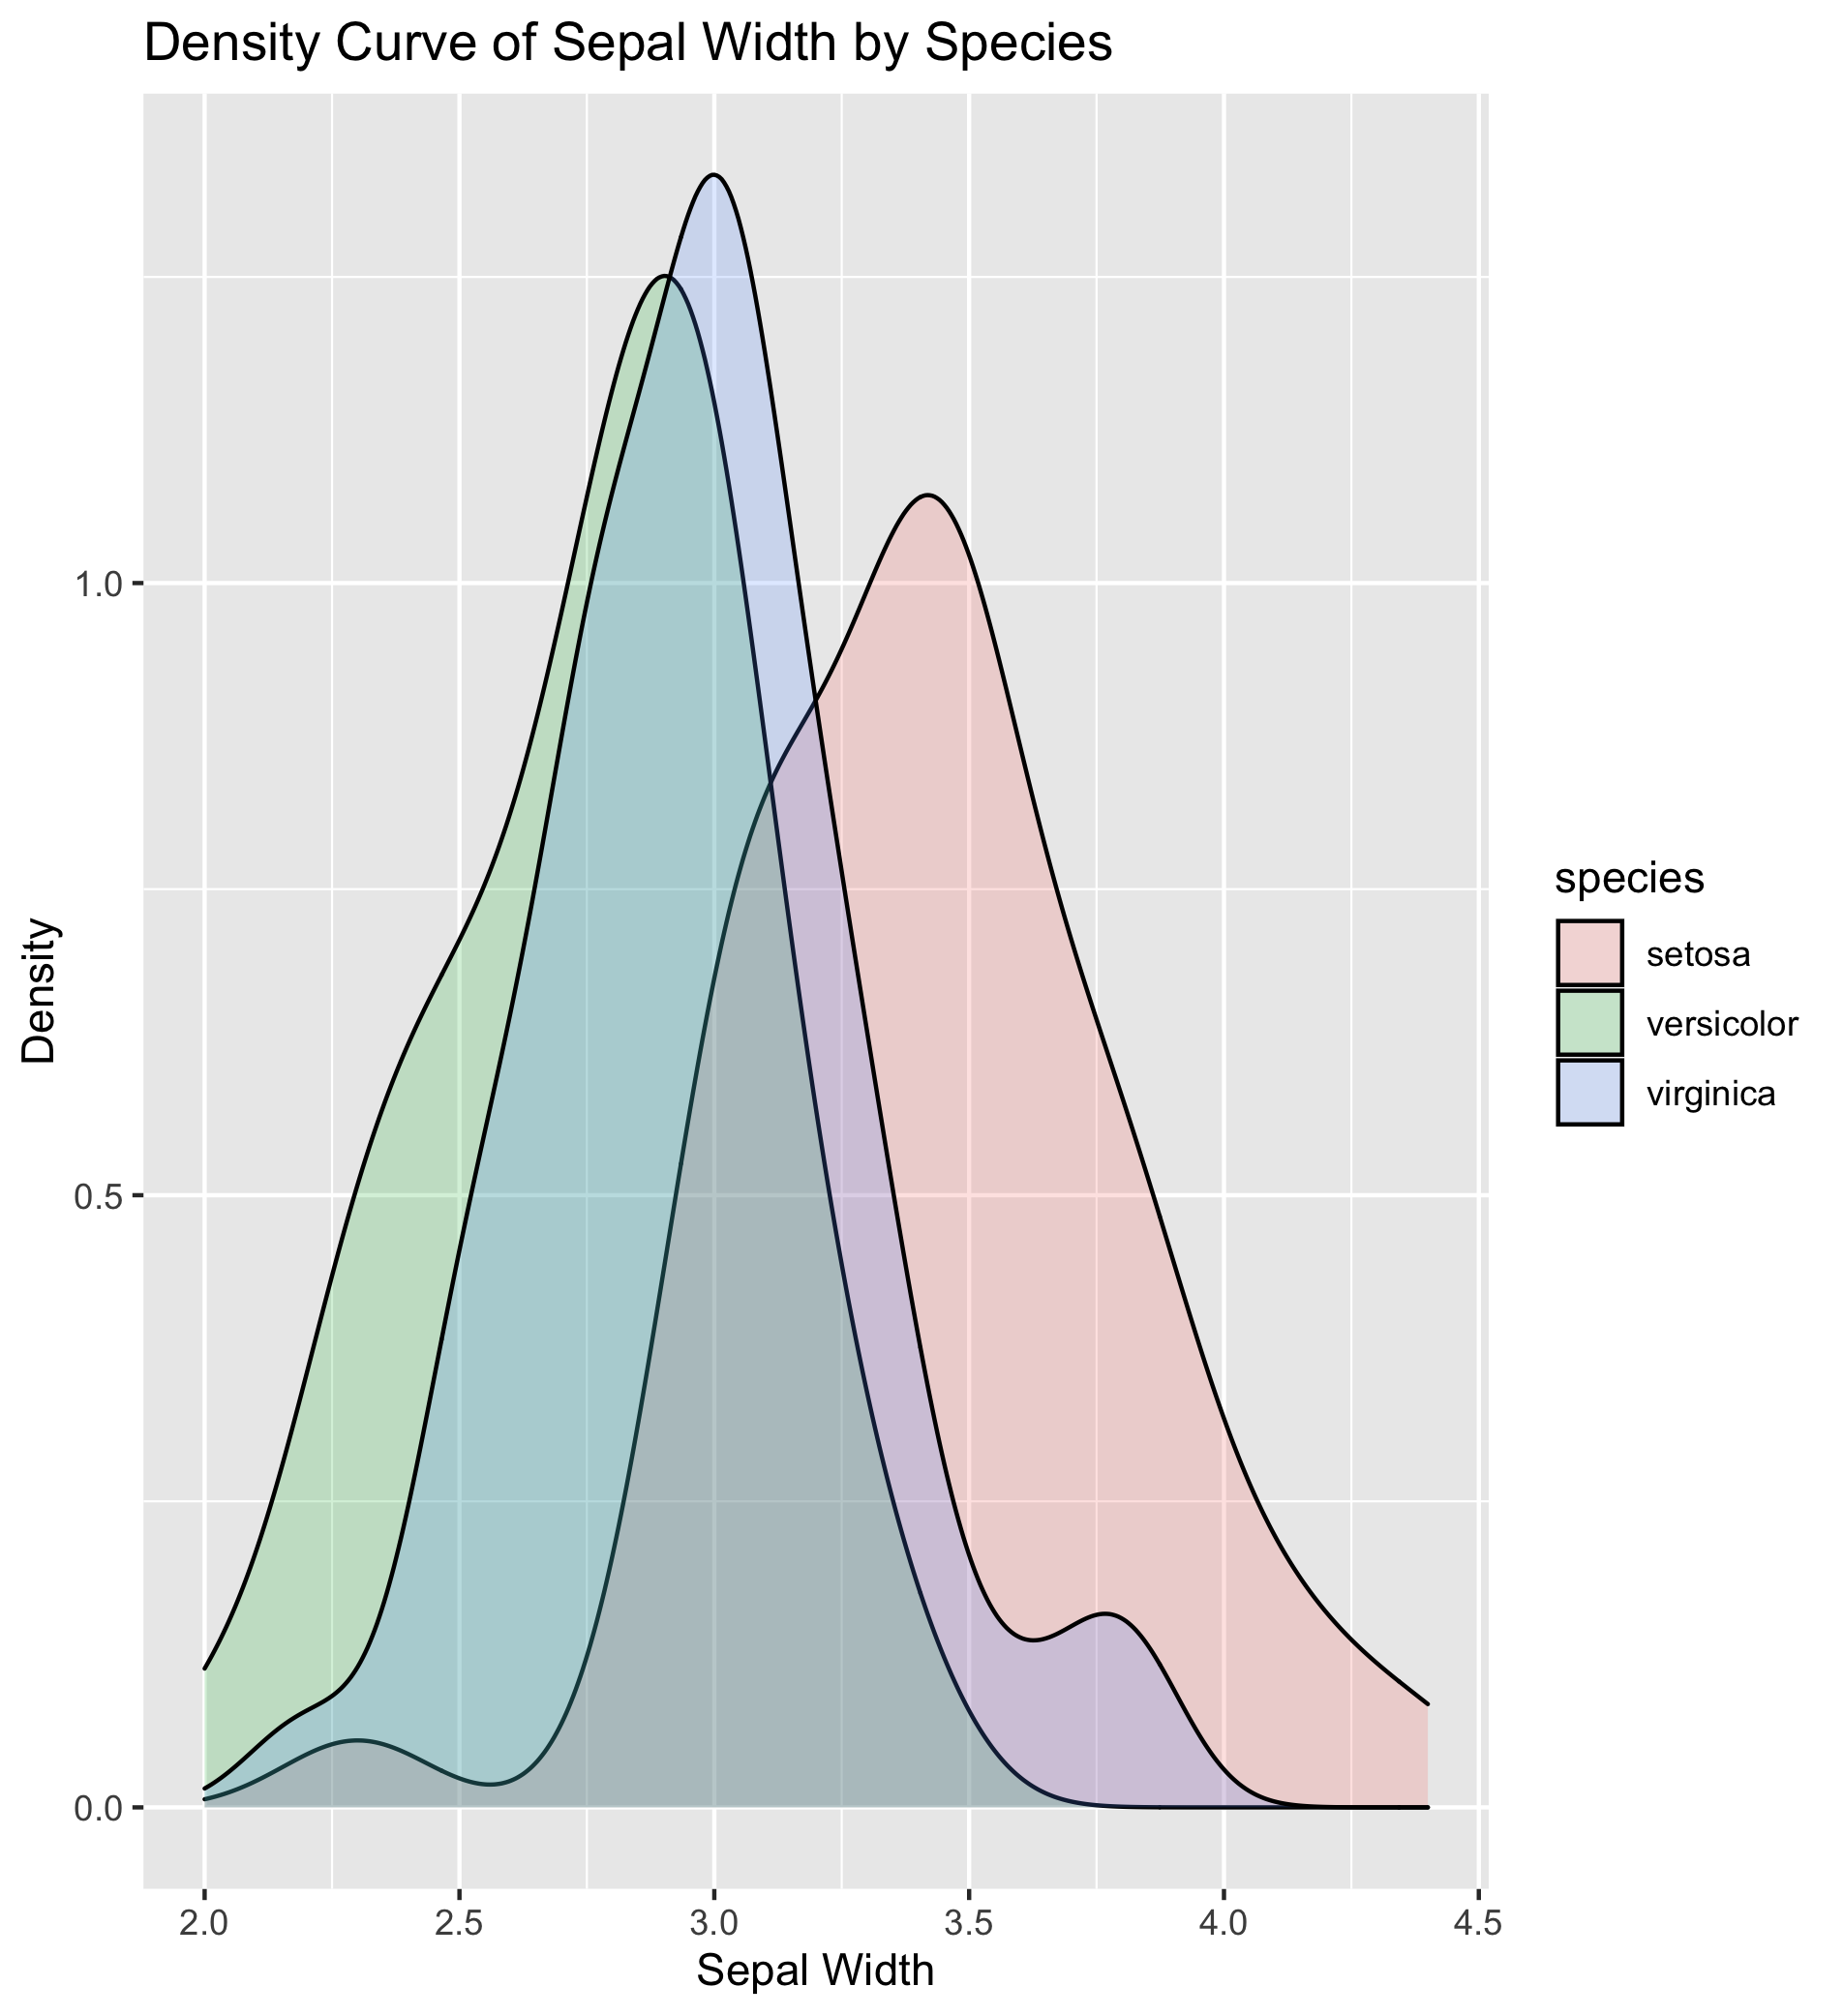 Density Curve of Sepal Width by Species
Density
1.0
0.5
0.0
2.0 2.5 3.0 3.5 4.0 4.5
Sepal Width
species
setosa
versicolor
virginica